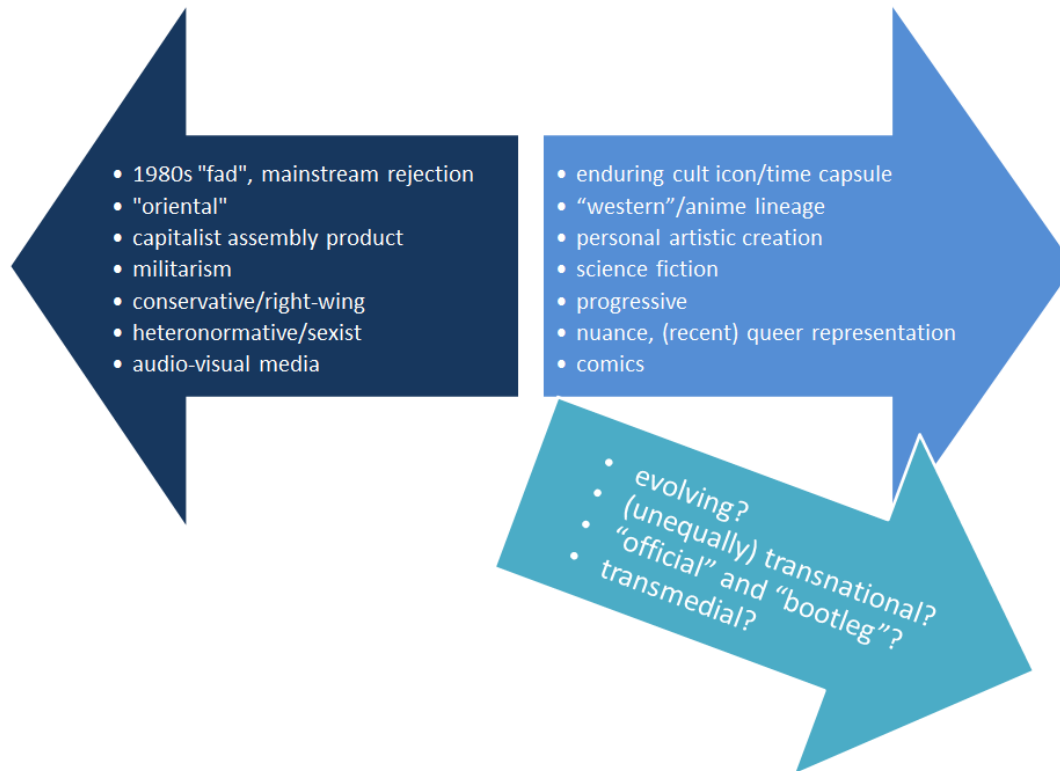 • 1980s "fad", mainstream rejection
• "oriental"
• capitalist assembly product
• militarism
• conservative/right-wing
• heteronormative/sexist
• audio-visual media
• enduring cult icon/time capsule
• “western”/anime lineage
• personal artistic creation
• science fiction
• progressive
• nuance, (recent) queer representation
• comics
• evolving?
• (unequally) transnational?
• “official” and “bootleg”?
• transmedial?